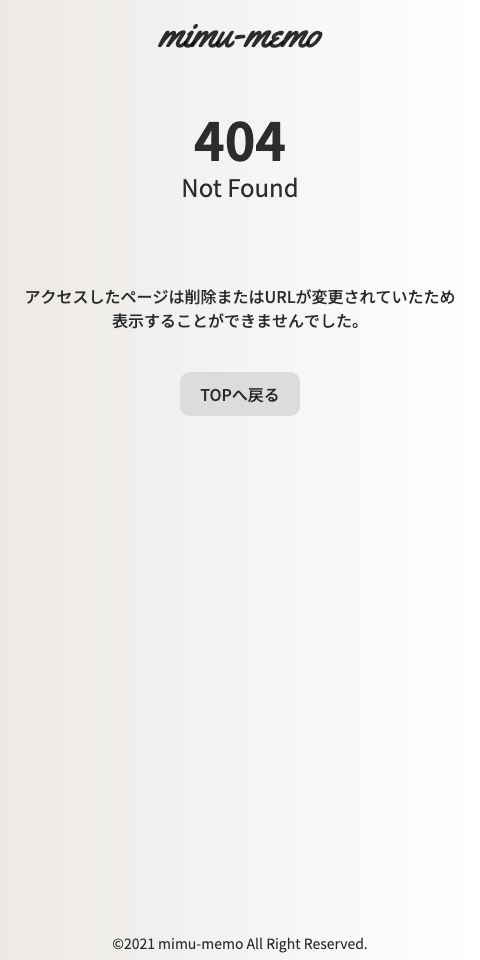 mimu-memo
404
Not Found
アクセスしたページは削除またはURLが変更されていたため
表示することができませんでした。
TOPへ戻る
©2021 mimu-memo All Right Reserved.